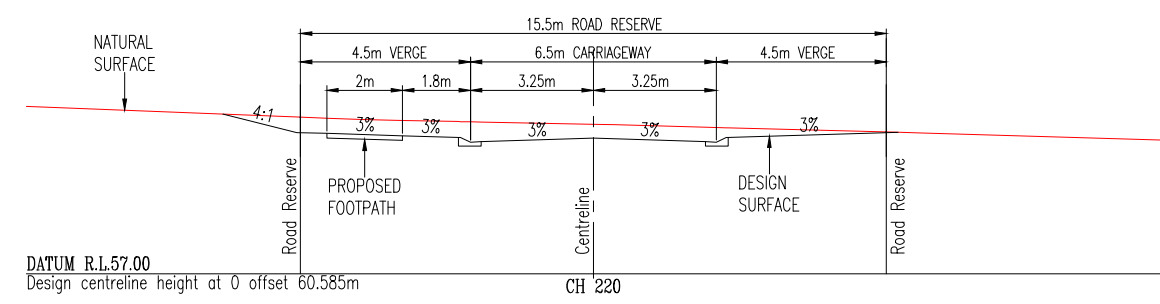 15.5m ROAD RESERVE
NATURAL
SURFACE
4.5m VERGE
6.5m CARRIAGEWAY
4.5m VERGE
2m
1.8m
3.25m
3.25m
4:1
3%
3%
3%
3%
3%
PROPOSED
FOOTPATH
DESIGN
SURFACE
Road Reserve
Centreline
Road Reserve
DATUM R.L.57.00
Design centreline height at 0 offset 60.585m
CH 220